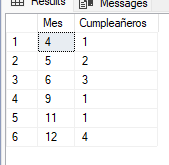 Results Messages
Mes Cumpleañeros
1 4 1
2 5 2
3 6 3
4 9 1
5 11 1
6 12 4